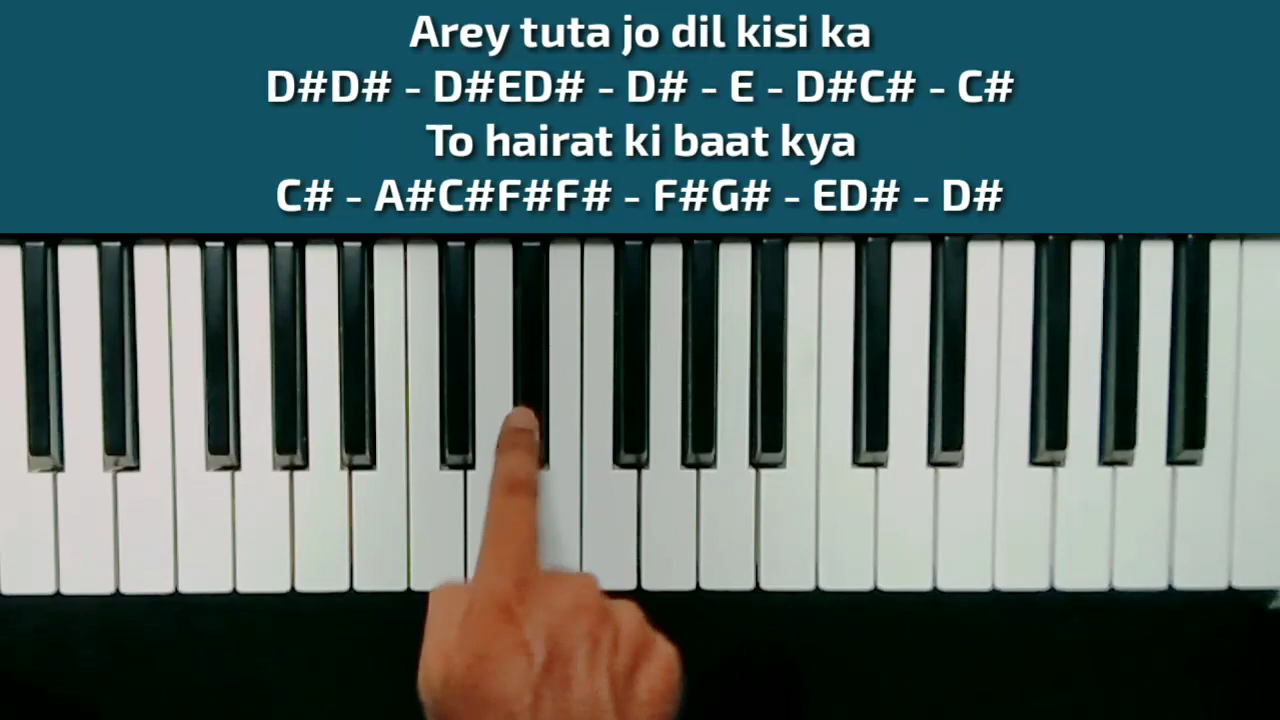 Arey tuta jo dil kisi ka
D#D# - D#ED# - D# - E - D#C# - C#
To hairat ki baat kya
C# - A#C#F#F# - F#G# - ED# - D#